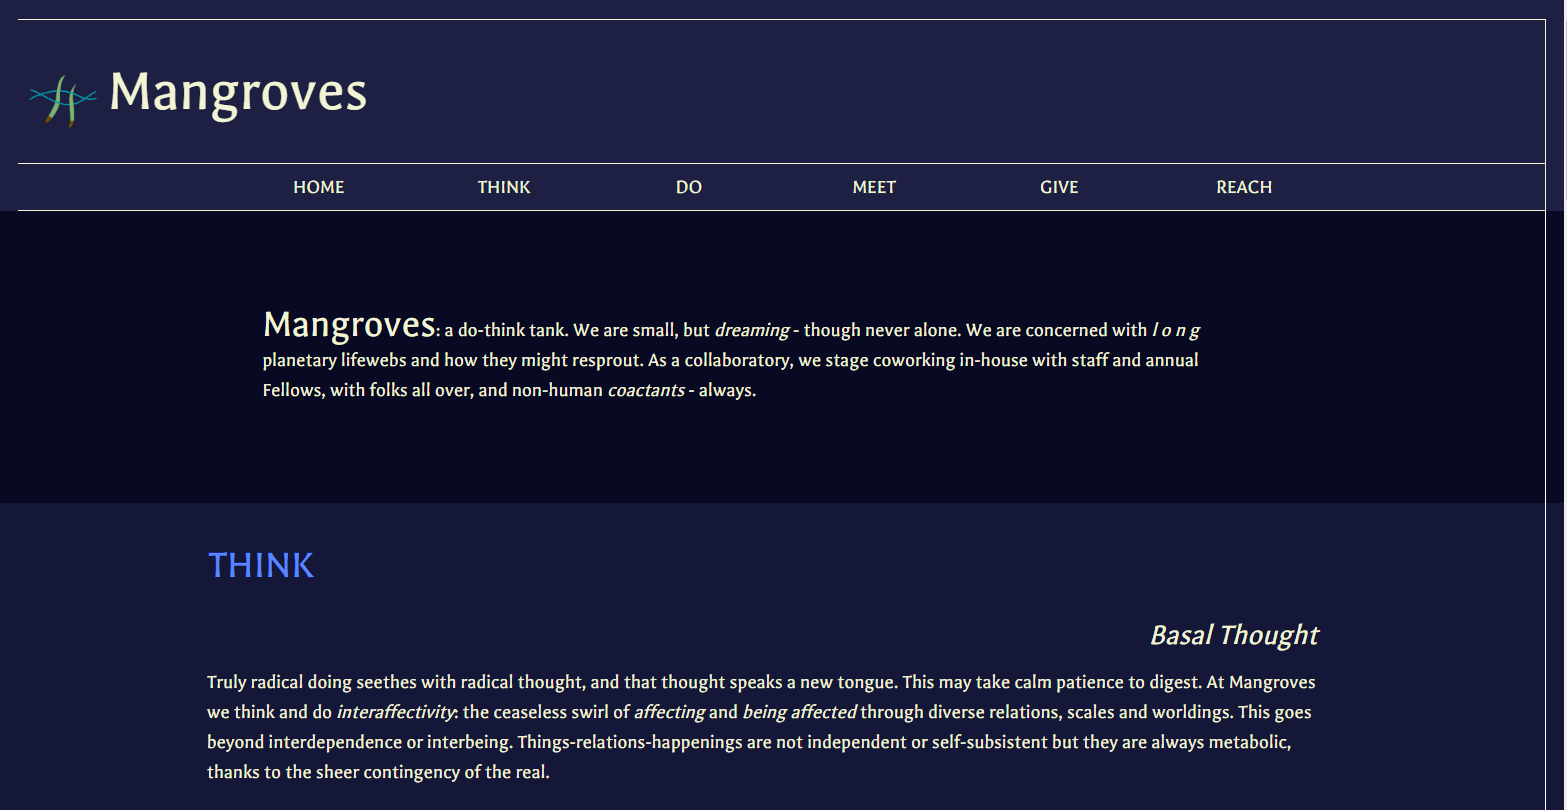 Mangroves
HOME THINK DO MEET GIVE REACH
Mangroves: a do-think tank. We are small, but dreaming - though never alone. We are concerned with l o n g
planetary lifewebs and how they might resprout. As a collaboratory, we stage coworking in-house with staff and annual
Fellows, with folks all over, and non-human coactants - always.
THINK
Basal Thought
Truly radical doing seethes with radical thought, and that thought speaks a new tongue. This may take calm patience to digest. At Mangroves
we think and do interaffectivity: the ceaseless swirl of affecting and being affected through diverse relations, scales and worldings. This goes
beyond interdependence or interbeing. Things-relations-happenings are not independent or self-subsistent but they are always metabolic,
thanks to the sheer contingency of the real.